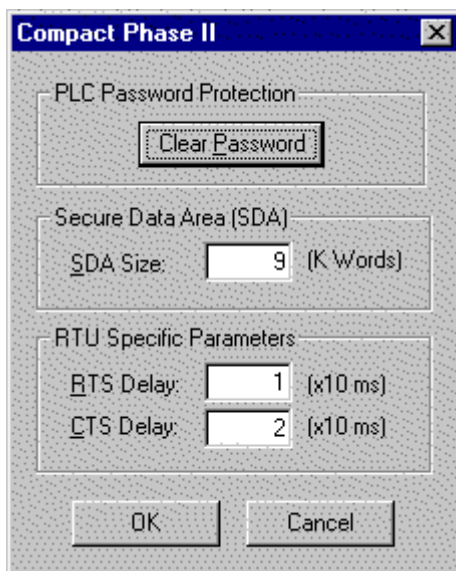 Compact Phase II
PLC Password Protection
Clear Password
Secure Data Area (SDA)
SDA Size: 9 (K Words)
RTU Specific Parameters
RTS Delay: 1 (x10 ms)
CTS Delay: 2 (x10 ms)
OK Cancel